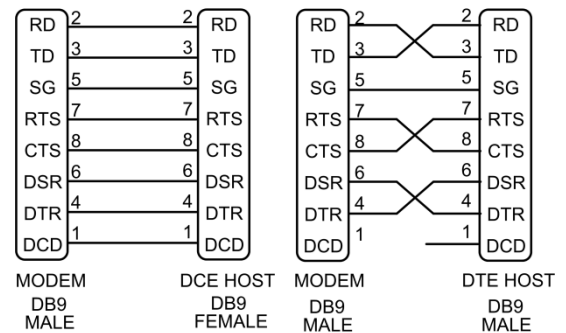 RD 2 2 RD
TD 3 3 TD
SG 5 5 SG
RTS 7 7 RTS
CTS 8 8 CTS
DSR 6 6 DSR
DTR 4 4 DTR
DCD 1 1 DCD
MODEM DCE HOST
DB9 DB9
MALE FEMALE
RD 2 2 RD
TD 3 3 TD
SG 5 5 SG
RTS 7 7 RTS
CTS 8 8 CTS
DSR 6 6 DSR
DTR 4 4 DTR
DCD 1 1 DCD
MODEM DTE HOST
DB9 DB9
MALE MALE